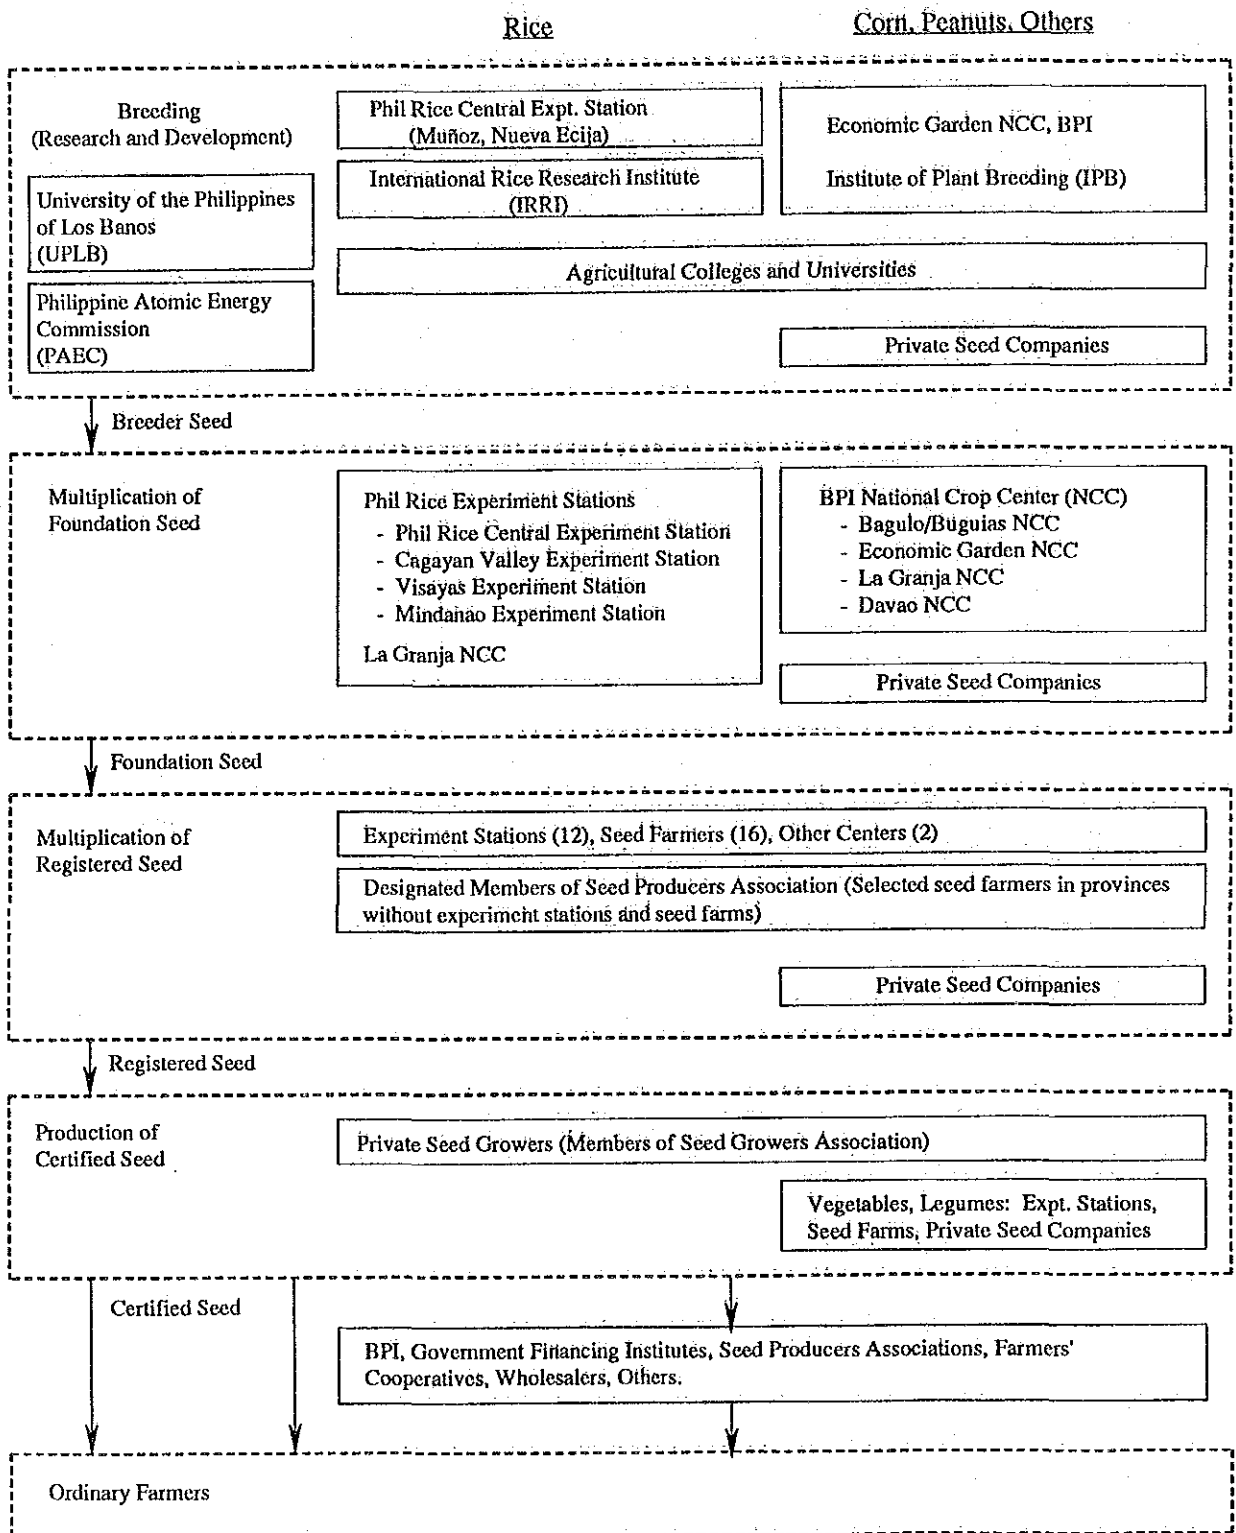 Rice
Corn, Peanuts, Others
Breeding
(Research and Development)
University of the Philippines
of Los Banos
(UPLB)
Philippine Atomic Energy
Commission
(PAEC)
Phil Rice Central Expt. Station
(Muñoz, Nueva Ecija)
International Rice Research Institute
(IRRI)
Economic Garden NCC, BPI
Institute of Plant Breeding (IPB)
Agricultural Colleges and Universities
Private Seed Companies
Breeder Seed
Multiplication of
Foundation Seed
Phil Rice Experiment Stations
- Phil Rice Central Experiment Station
- Cagayan Valley Experiment Station
- Visayas Experiment Station
- Mindanao Experiment Station
La Granja NCC
BPI National Crop Center (NCC)
- Bagulo/Buguias NCC
- Economic Garden NCC
- La Granja NCC
- Davao NCC
Private Seed Companies
Foundation Seed
Multiplication of
Registered Seed
Experiment Stations (12), Seed Farmers (16), Other Centers (2)
Designated Members of Seed Producers Association (Selected seed farmers in provinces
without experiment stations and seed farms)
Private Seed Companies
Registered Seed
Production of
Certified Seed
Private Seed Growers (Members of Seed Growers Association)
Vegetables, Legumes: Expt. Stations,
Seed Farms, Private Seed Companies
Certified Seed
BPI, Government Financing Institutes, Seed Producers Associations, Farmers'
Cooperatives, Wholesalers, Others.
Ordinary Farmers